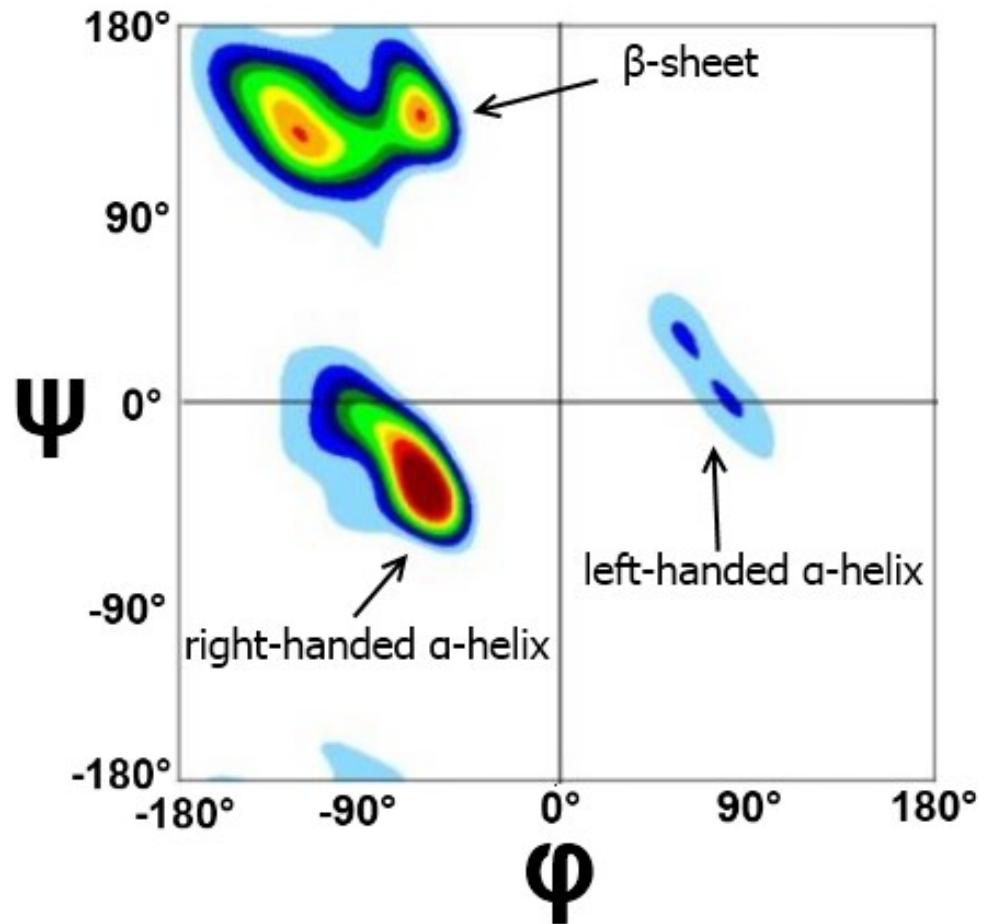 180°
β-sheet
90°
ψ
0°
left-handed ɑ-helix
-90°
right-handed ɑ-helix
-180°
-180°
-90°
0°
90°
180°
φ